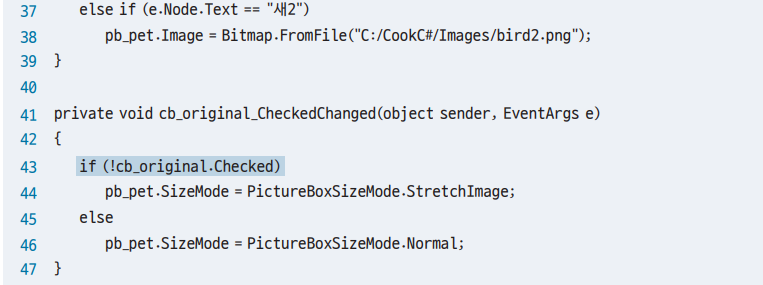 37 else if (e.Node.Text == "새2")
38 pb_pet.Image = Bitmap.FromFile("C:/CookC#/Images/bird2.png");
39 }
40
41 private void cb_original_CheckedChanged(object sender, EventArgs e)
42 {
43 if (!cb_original.Checked)
44 pb_pet.SizeMode = PictureBoxSizeMode.StretchImage;
45 else
46 pb_pet.SizeMode = PictureBoxSizeMode.Normal;
47 }